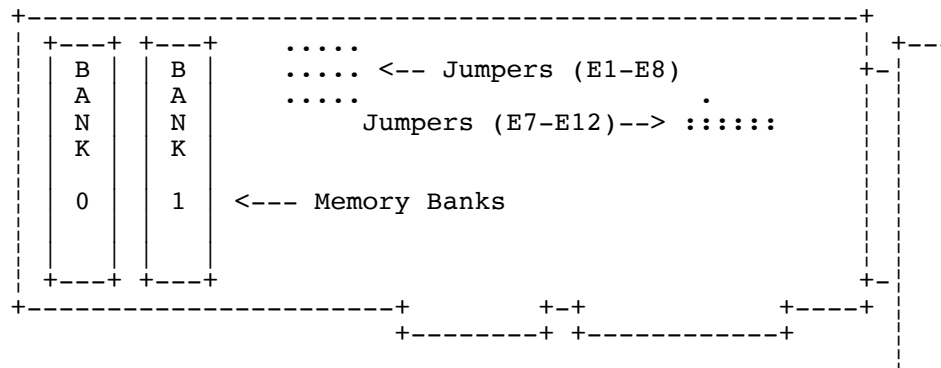 B B <-- Jumpers (E1-E8)
A A
N N Jumpers (E7-E12)-->
K K
0 1 <--- Memory Banks